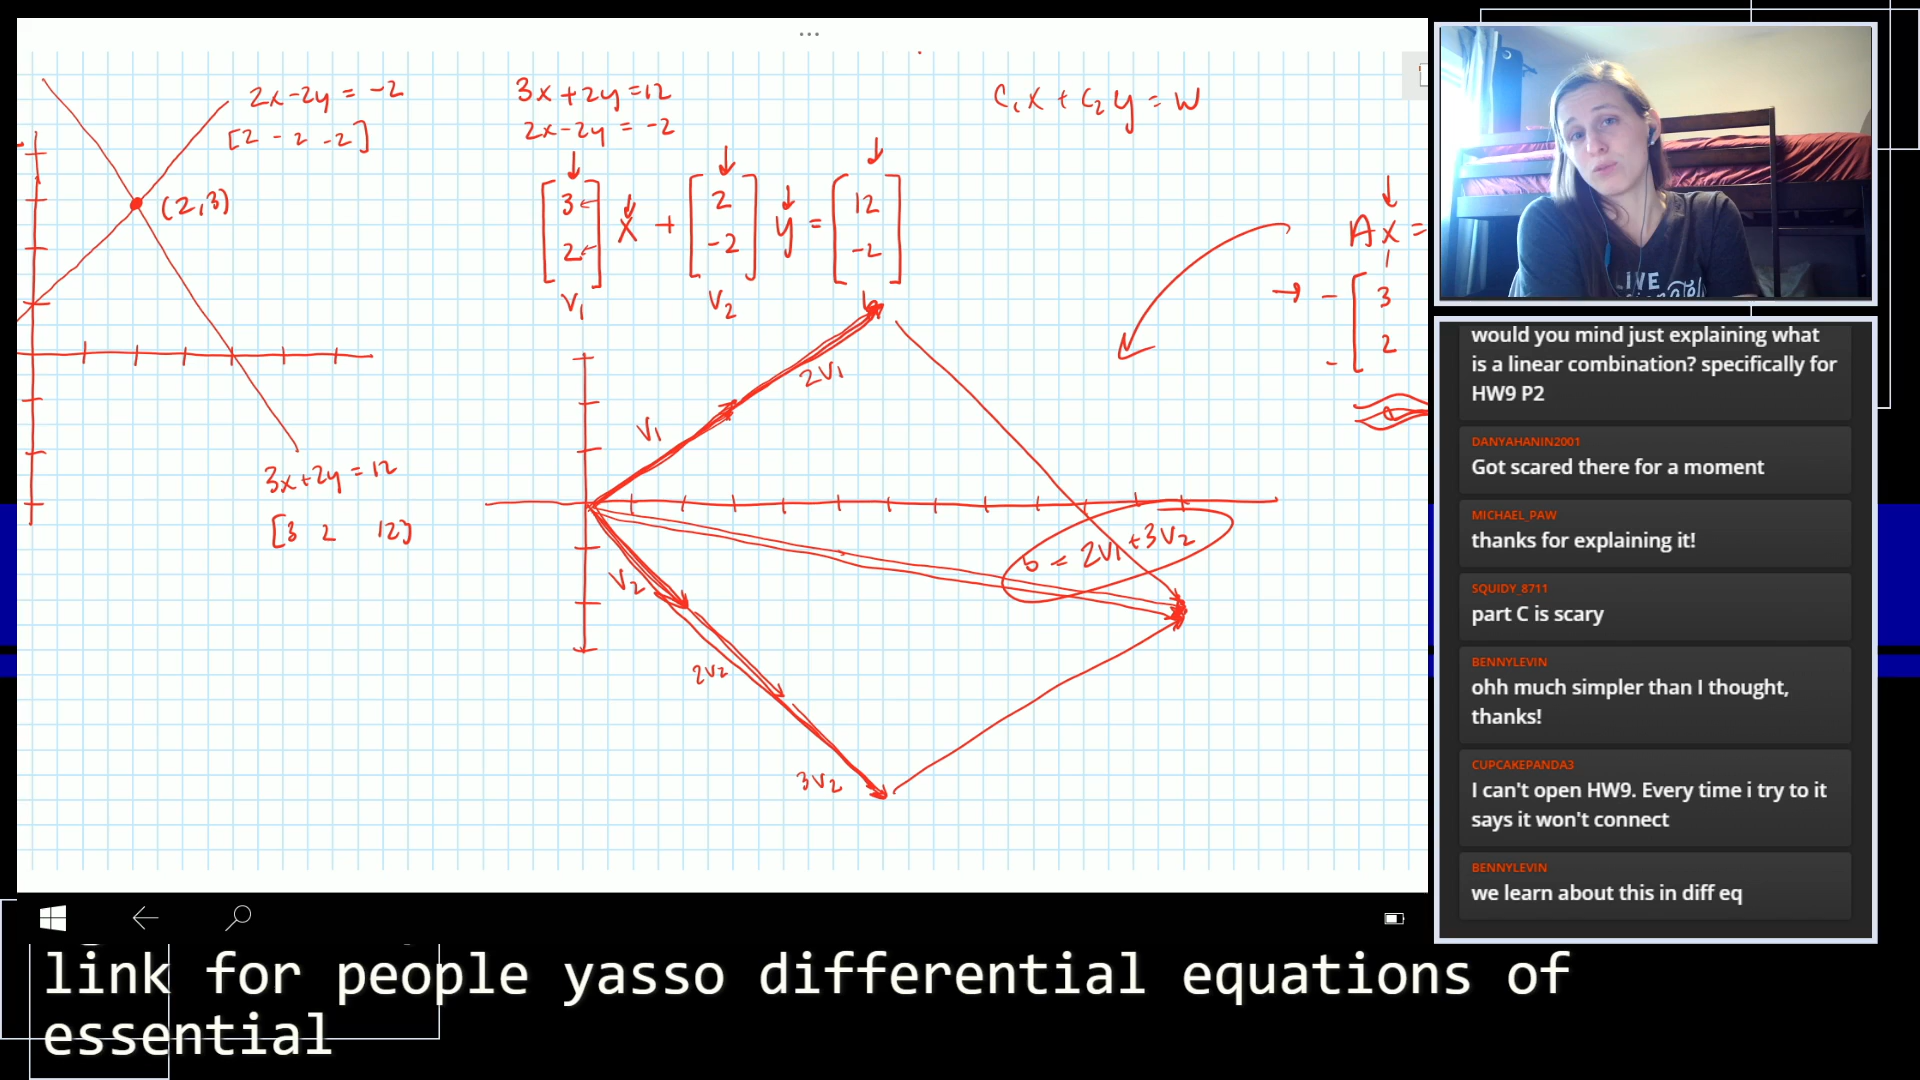 ...
2x-2y = -2
[2 -2 -2]
(2,3)
3x+2y=12
[3 2 12]
3x+2y=12
2x-2y = -2
[3 2] x + [2 -2] y = [12 -2]
V₁ V₂ b
C₁x + C₂y = w
Ax =
[3
2
V₁
2V₁
V₂
2V₂
3V₂
b = 2V₁+3V₂
LIVE
would you mind just explaining what
is a linear combination? specifically for
HW9 P2
DANYAHANIN2001
Got scared there for a moment
MICHAEL_PAW
thanks for explaining it!
SQUIDY_8711
part C is scary
BENNYLEVIN
ohh much simpler than I thought,
thanks!
CUPCAKEPANDA3
I can't open HW9. Every time i try to it
says it won't connect
BENNYLEVIN
we learn about this in diff eq
link for people yasso differential equations of
essential